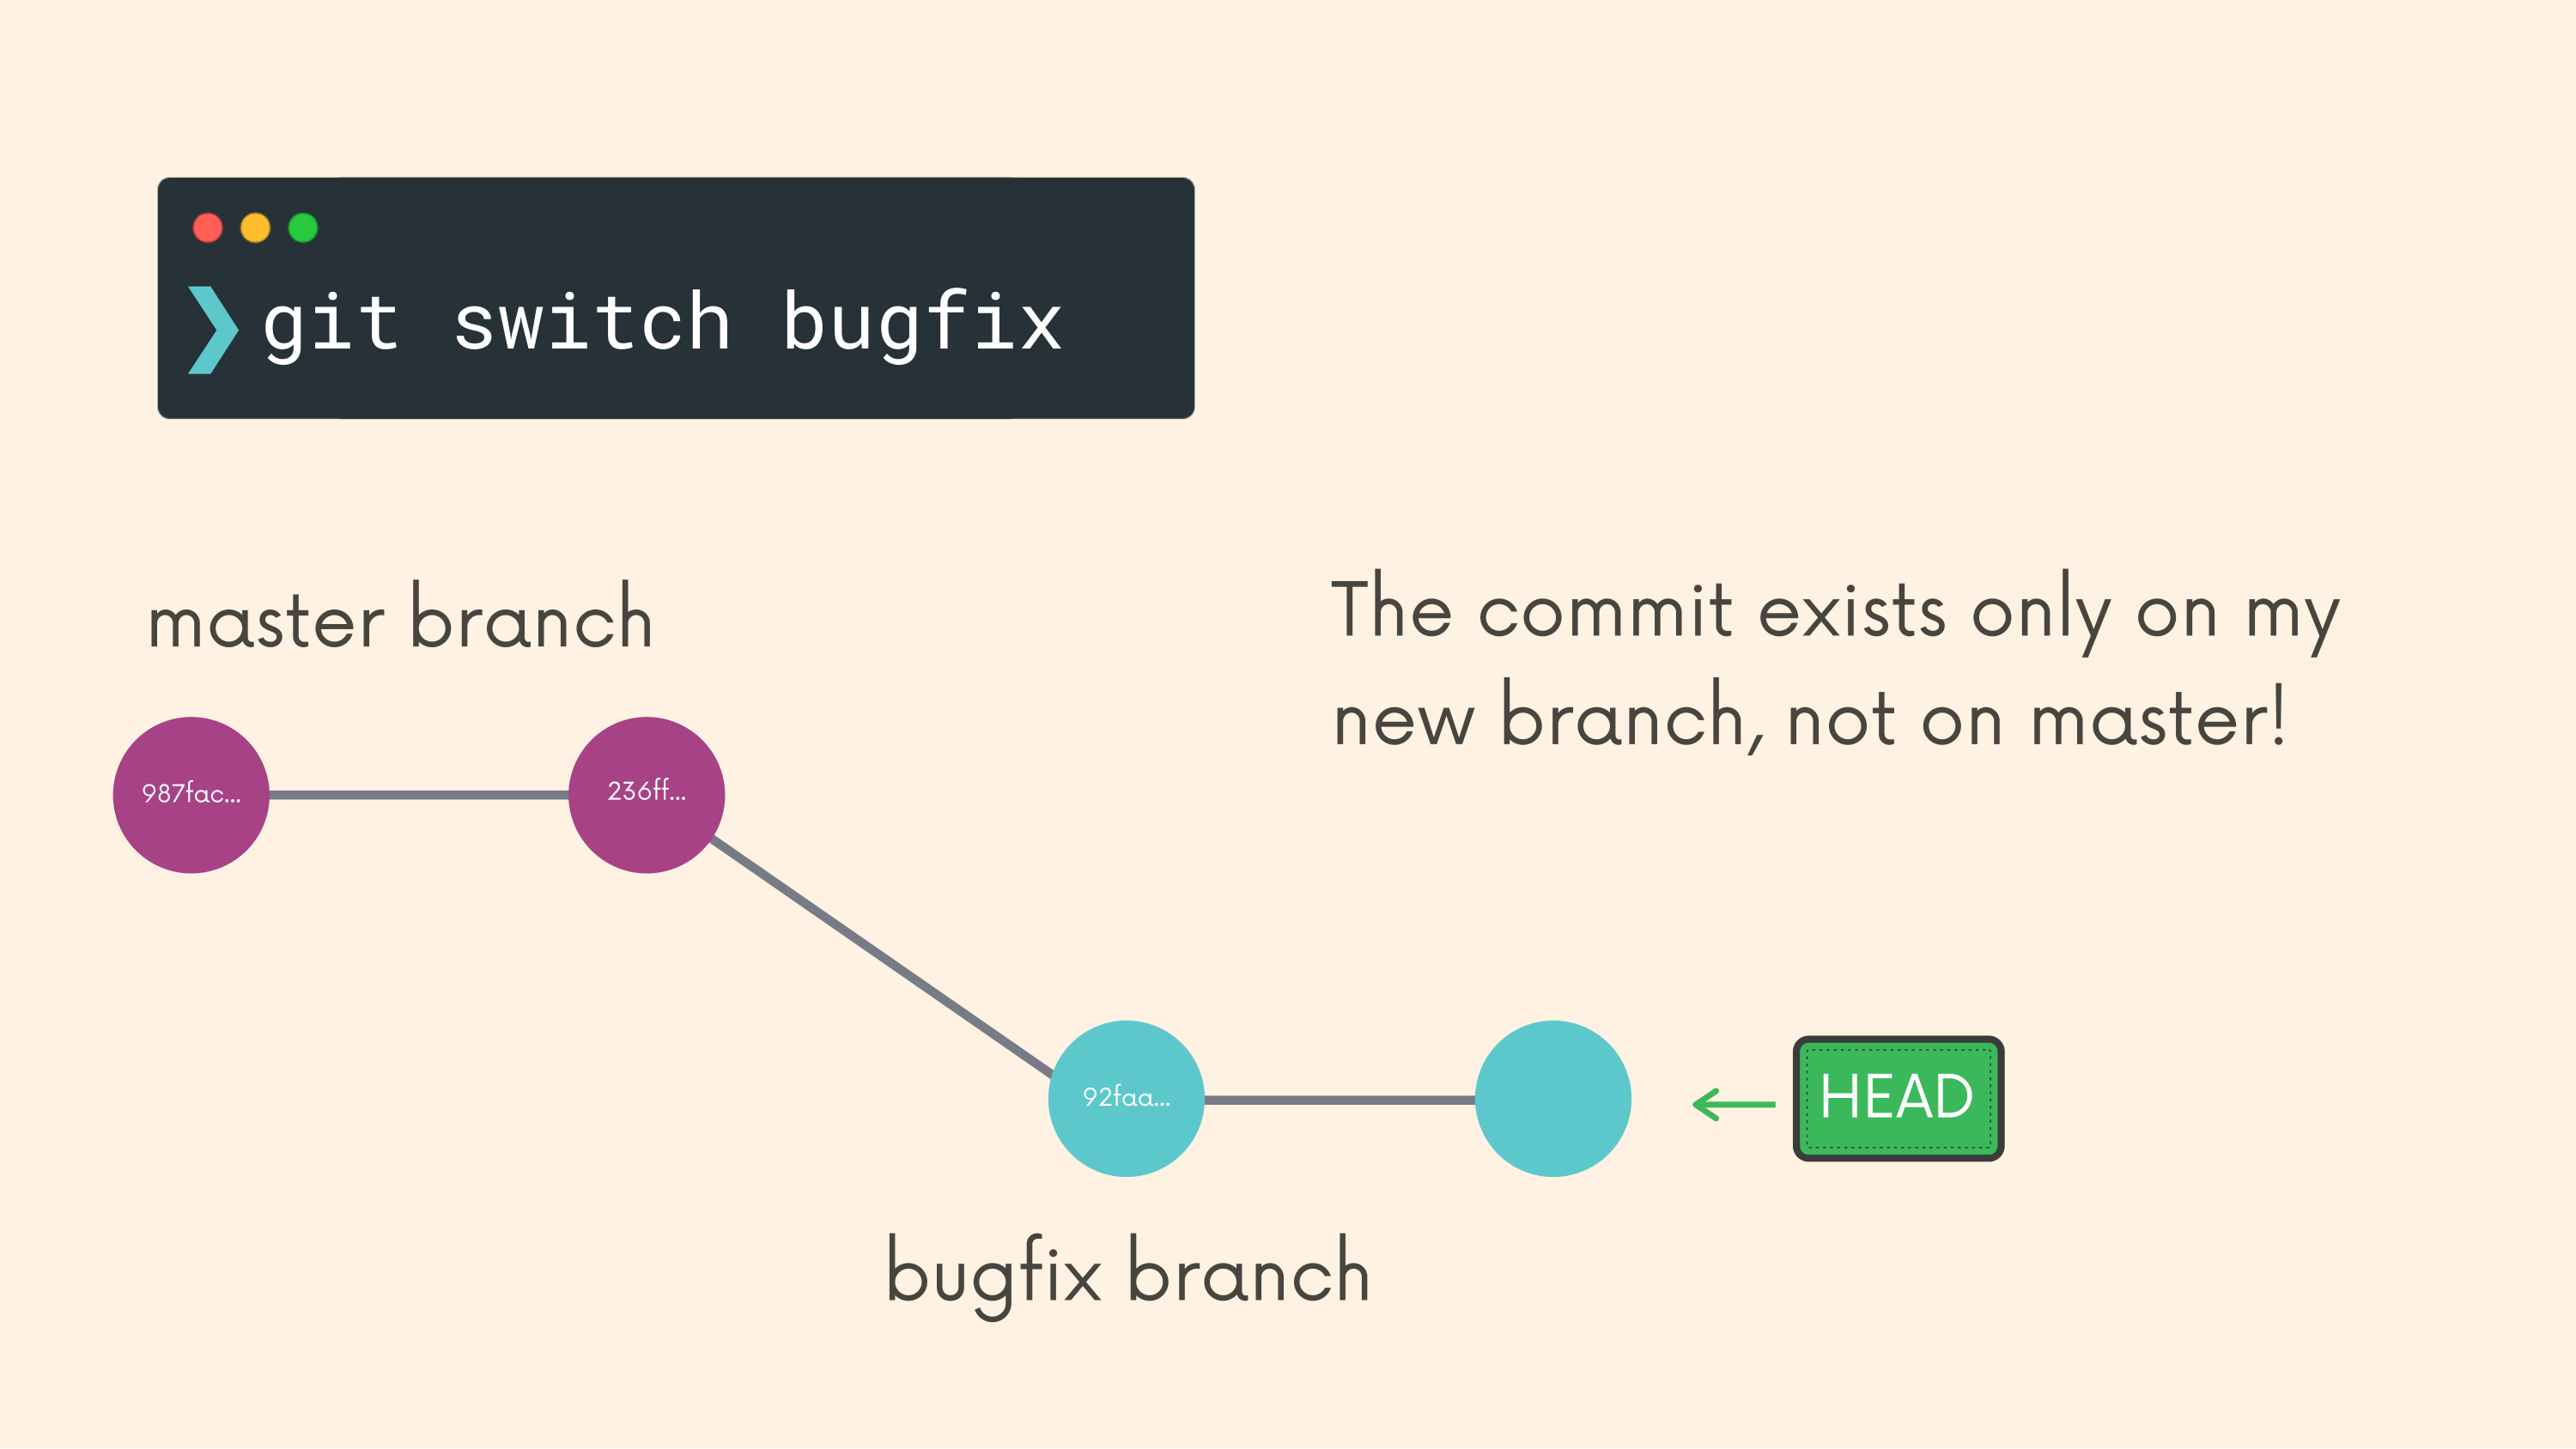 ❯ git switch bugfix
master branch
The commit exists only on my
new branch, not on master!
987fac...
236ff...
92faa...
HEAD
bugfix branch